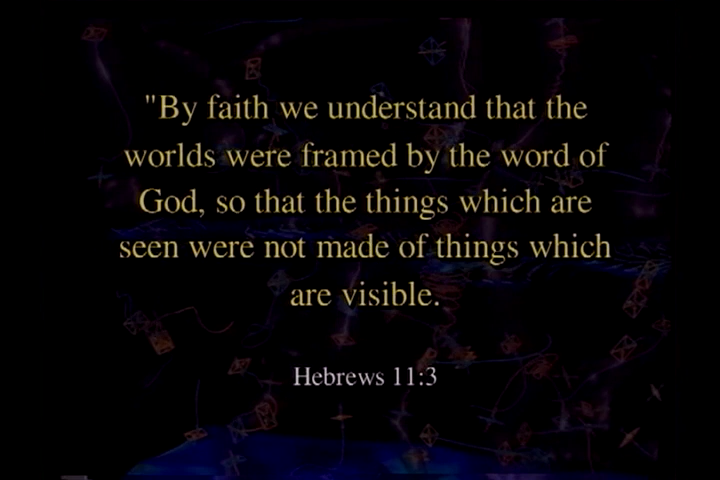 "By faith we understand that the
worlds were framed by the word of
God, so that the things which are
seen were not made of things which
are visible.
Hebrews 11:3